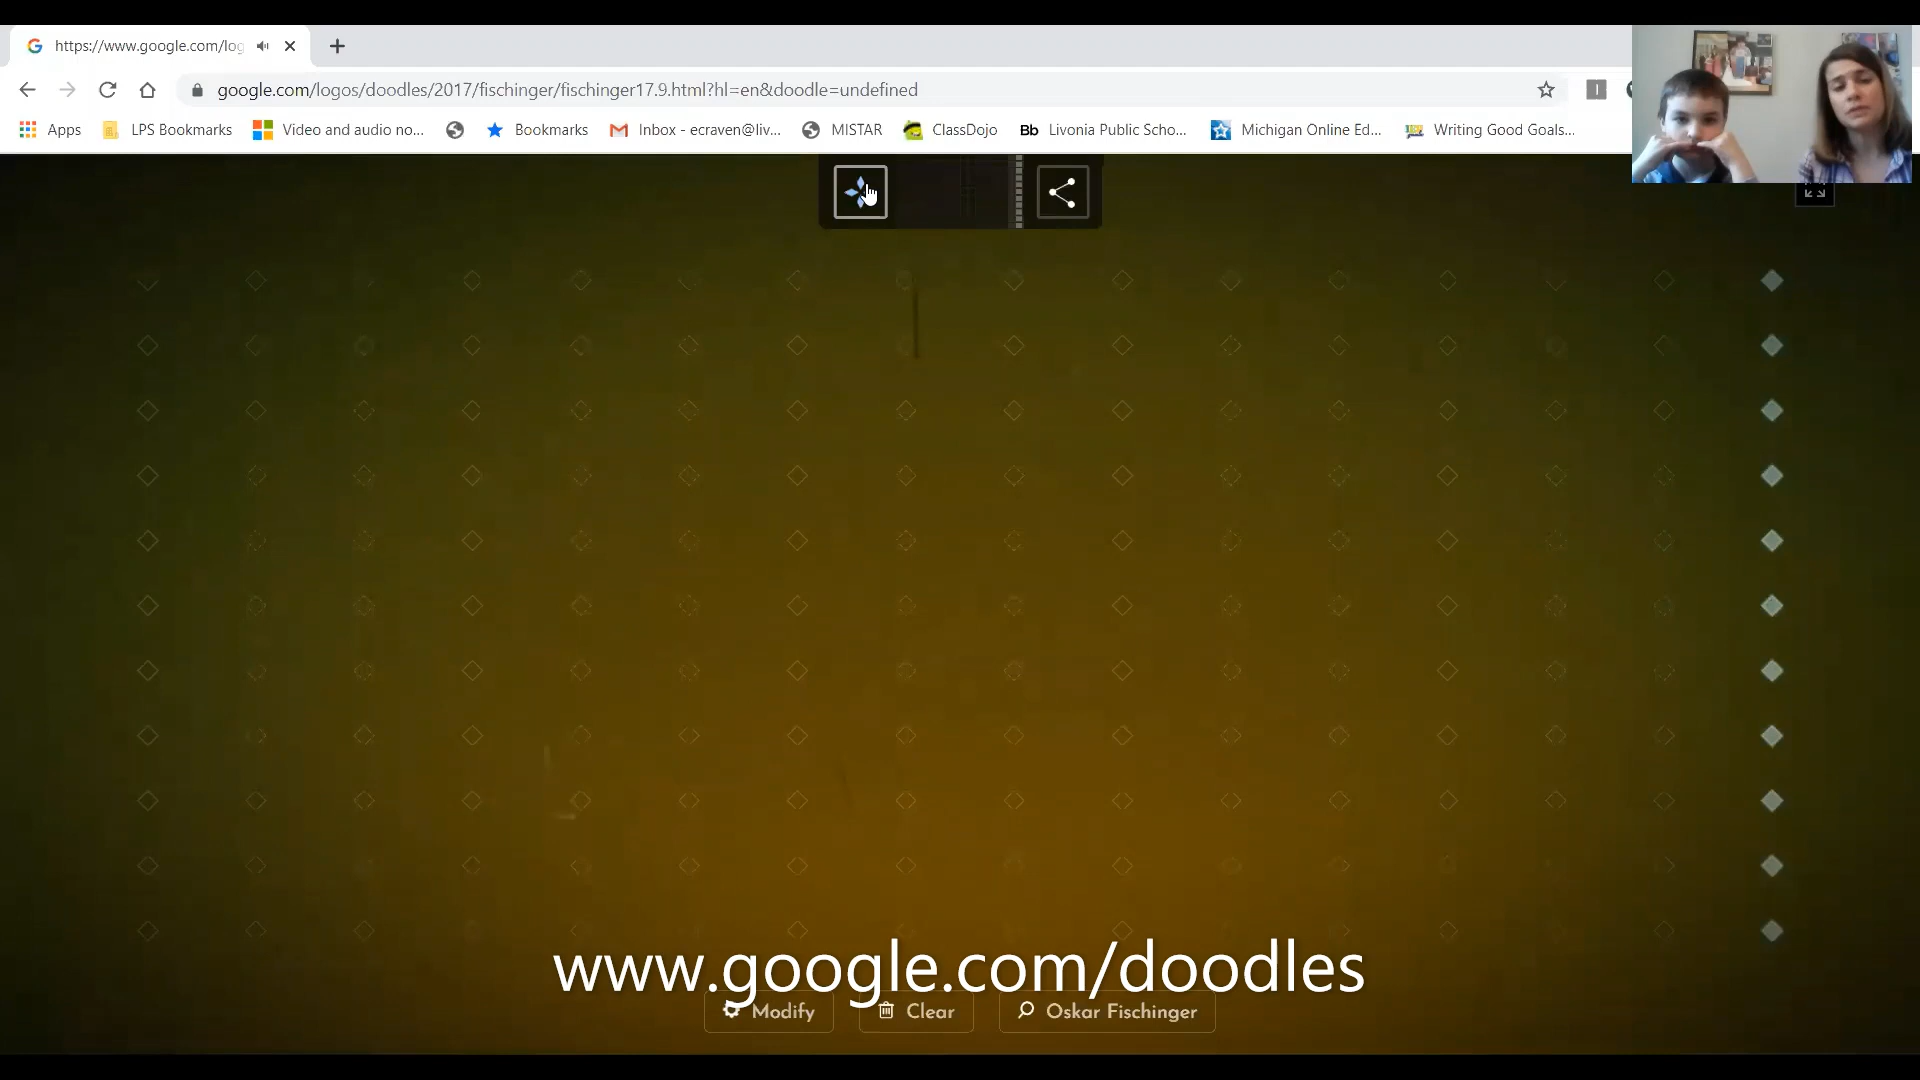 https://www.google.com/log
google.com/logos/doodles/2017/fischinger/fischinger17.9.html?hl=en&doodle=undefined
Apps LPS Bookmarks Video and audio no... Bookmarks Inbox - ecraven@liv... MISTAR ClassDojo Bb Livonia Public Scho... Michigan Online Ed... Writing Good Goals...
www.google.com/doodles
Modify Clear Oskar Fischinger